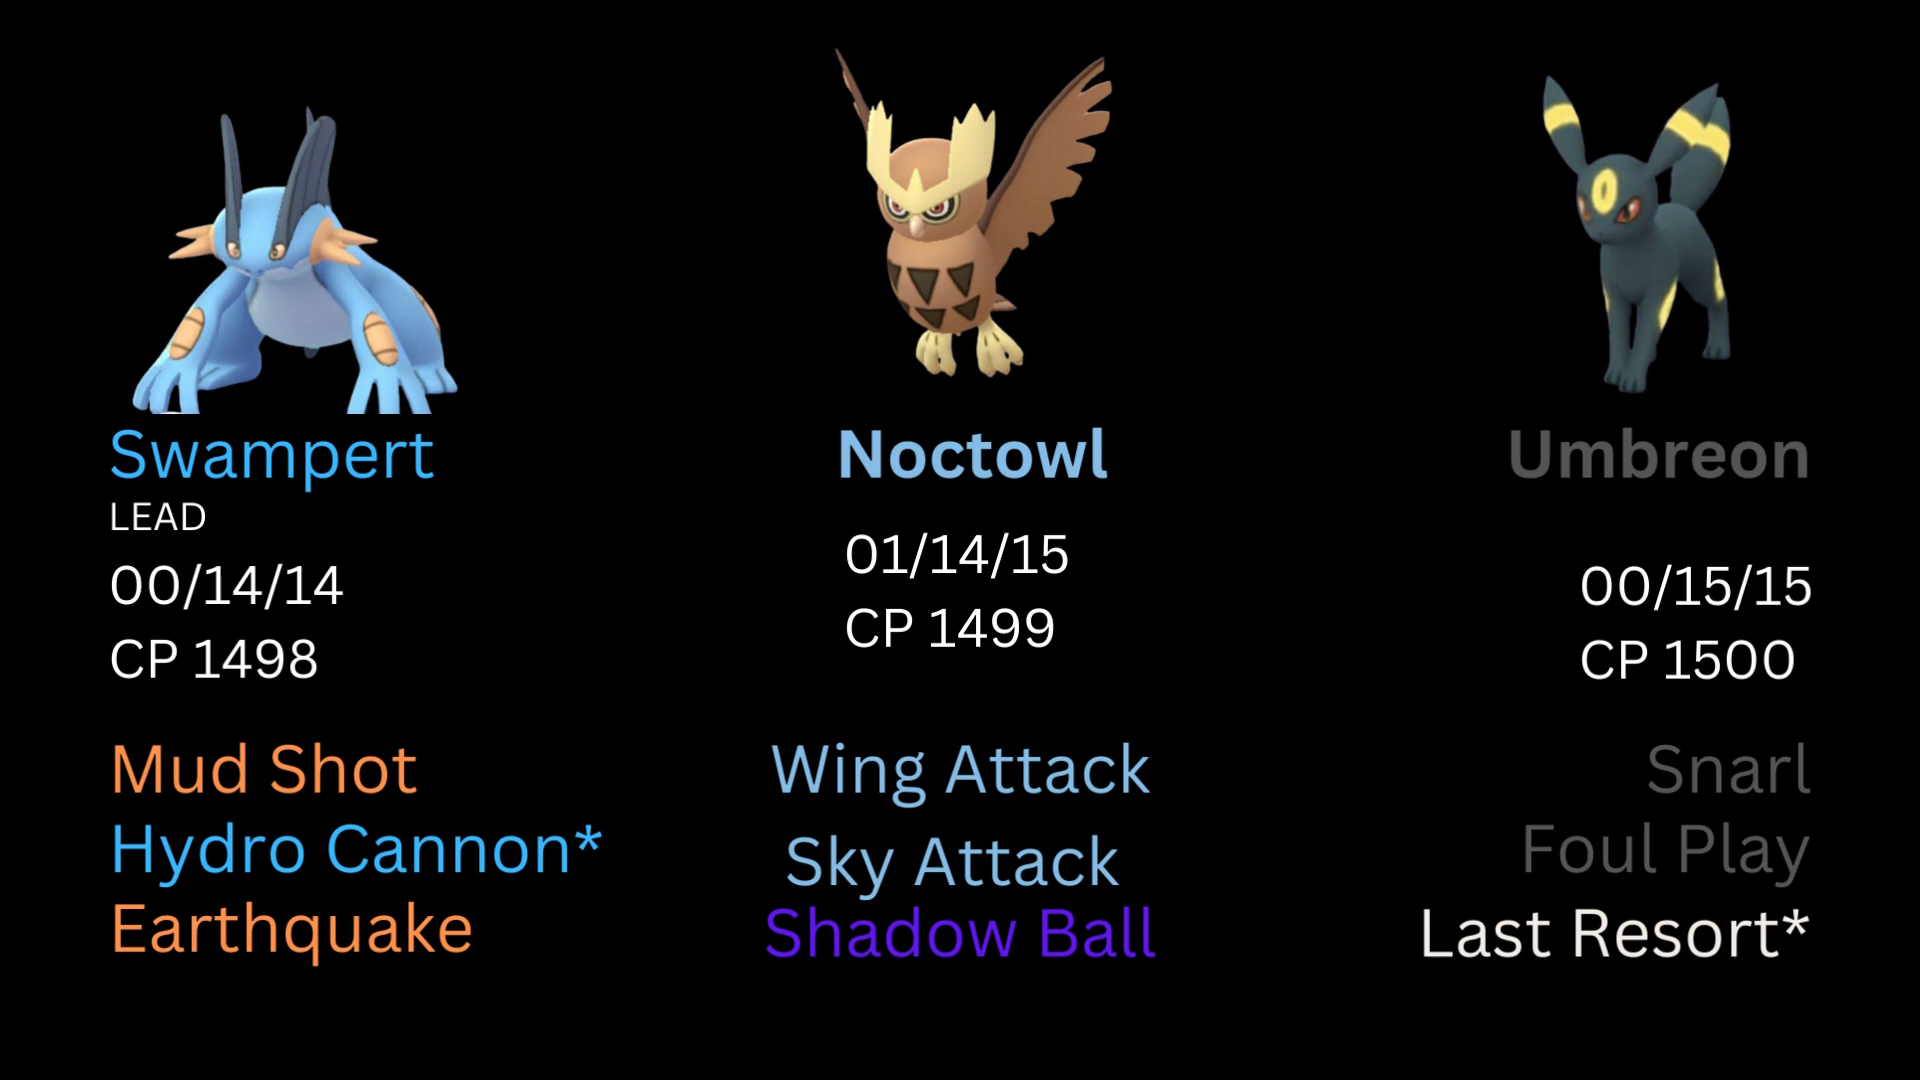 Swampert
LEAD
00/14/14
CP 1498
Mud Shot
Hydro Cannon*
Earthquake
Noctowl
01/14/15
CP 1499
Wing Attack
Sky Attack
Shadow Ball
Umbreon
00/15/15
CP 1500
Snarl
Foul Play
Last Resort*